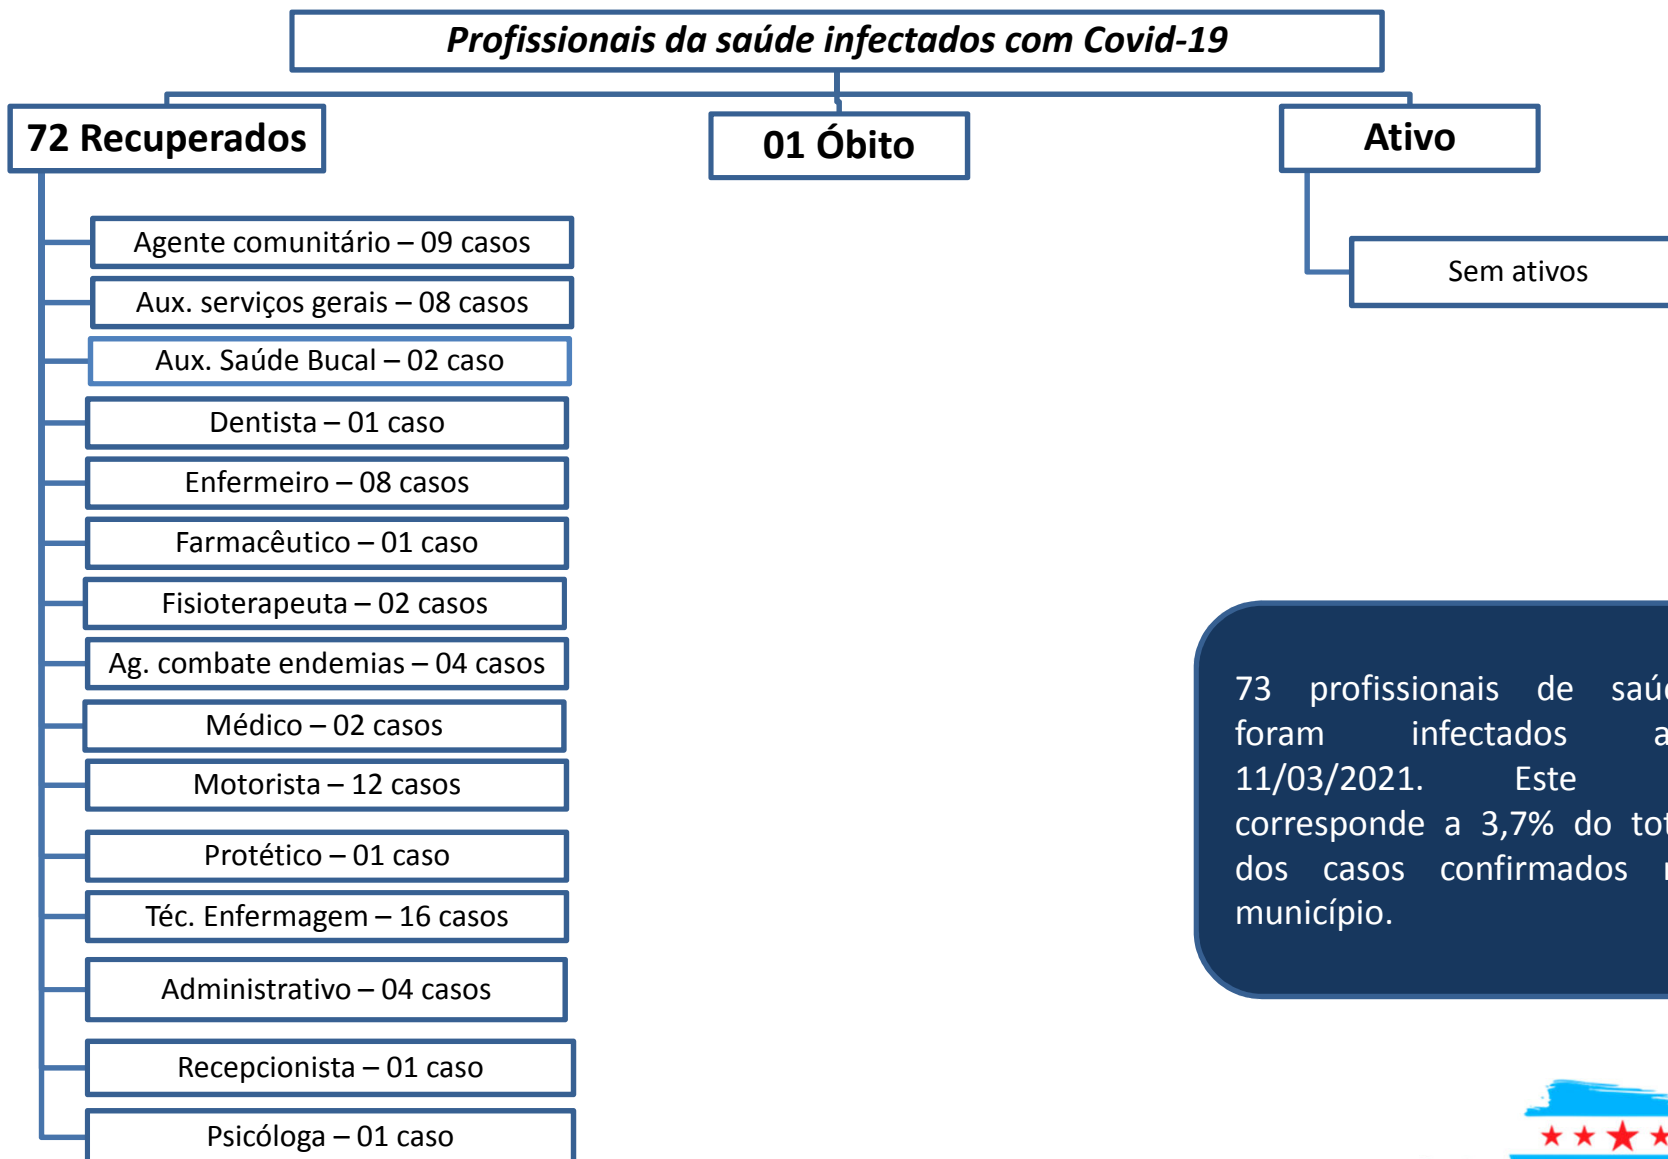 Profissionais da saúde infectados com Covid-19
72 Recuperados
01 Óbito
Ativo
Agente comunitário – 09 casos
Aux. serviços gerais – 08 casos
Aux. Saúde Bucal – 02 caso
Dentista – 01 caso
Enfermeiro – 08 casos
Farmacêutico – 01 caso
Fisioterapeuta – 02 casos
Ag. combate endemias – 04 casos
Médico – 02 casos
Motorista – 12 casos
Protético – 01 caso
Téc. Enfermagem – 16 casos
Administrativo – 04 casos
Recepcionista – 01 caso
Psicóloga – 01 caso
Sem ativos
73 profissionais de
foram infectados
11/03/2021. Este
corresponde a 3,7% do
dos casos confirmados
município.